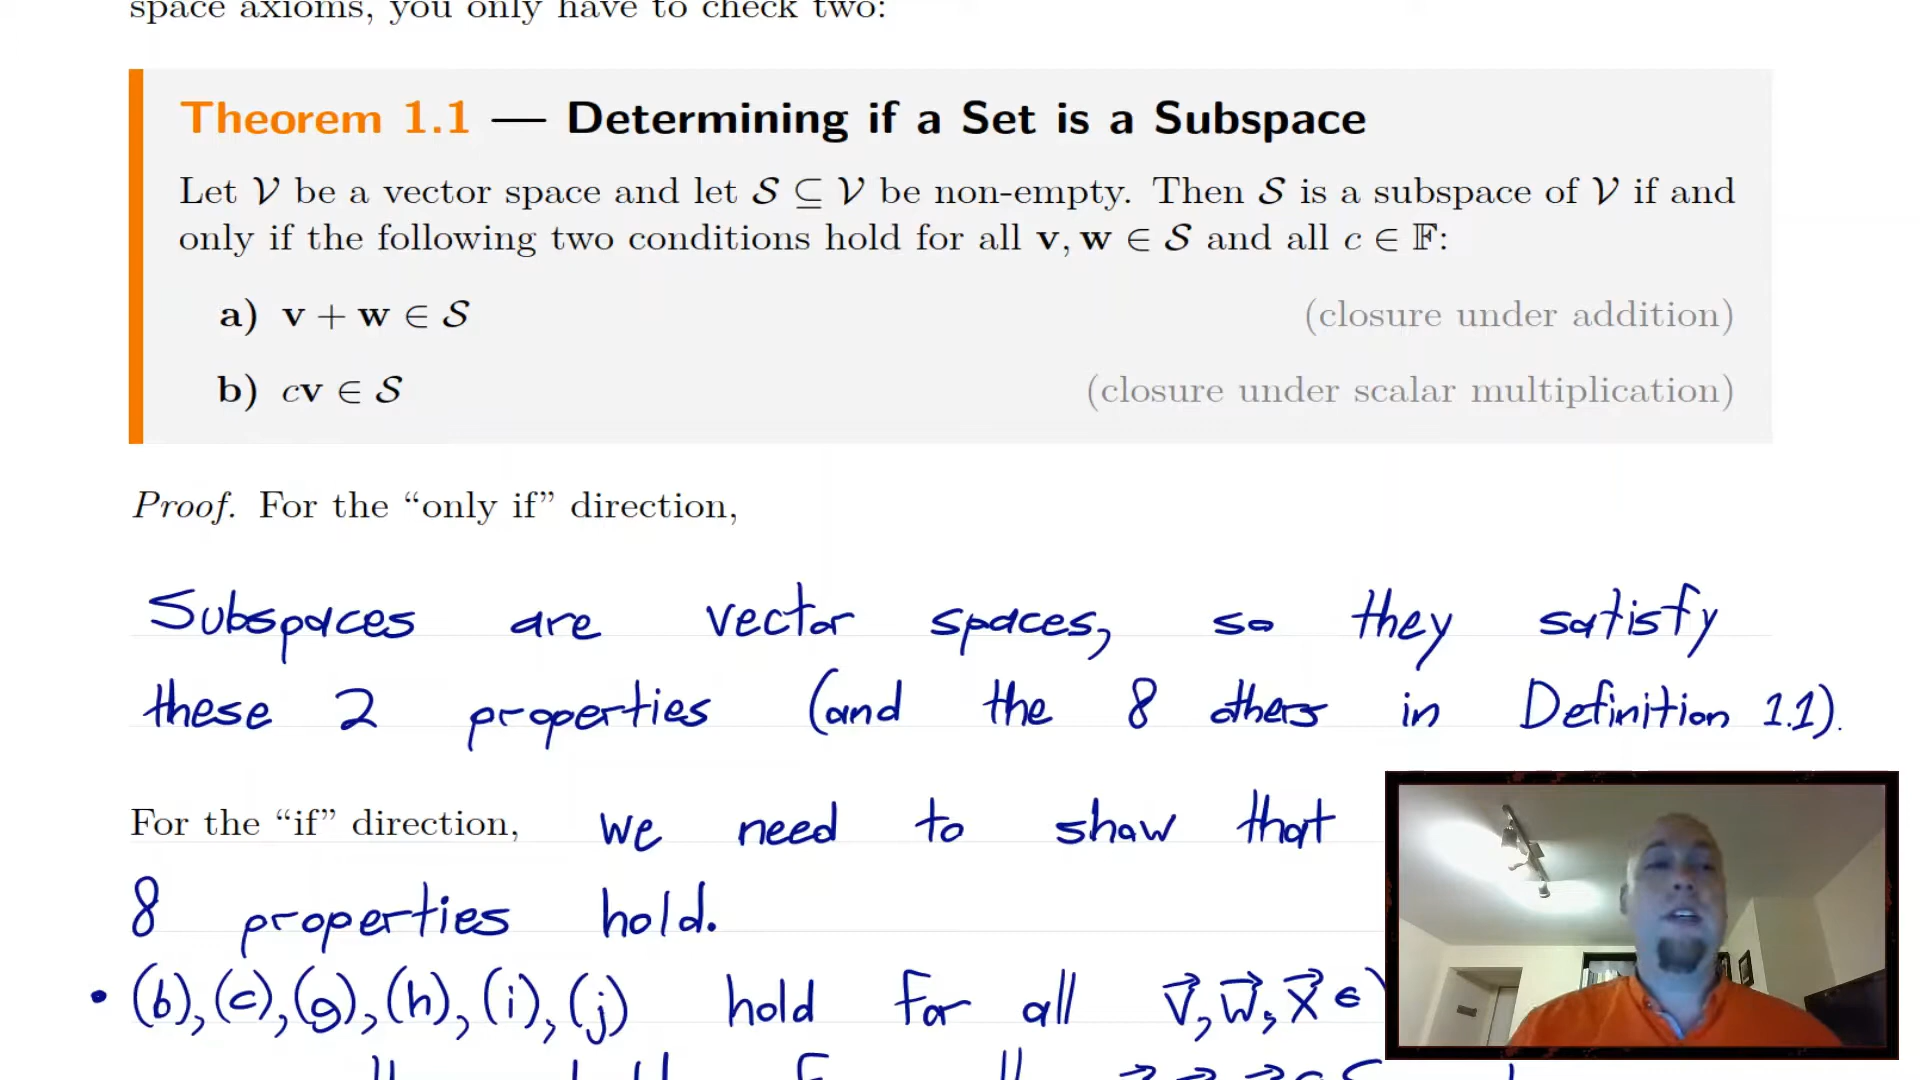 space axioms, you only have to check two:
Theorem 1.1 — Determining if a Set is a Subspace
Let 𝒱 be a vector space and let 𝒮 ⊆ 𝒱 be non-empty. Then 𝒮 is a subspace of 𝒱 if and
only if the following two conditions hold for all v, w ∈ 𝒮 and all c ∈ 𝔽:
a) v + w ∈ 𝒮 (closure under addition)
b) cv ∈ 𝒮 (closure under scalar multiplication)
Proof. For the “only if” direction,
Subspaces are vector spaces, so they satisfy
these 2 properties (and the 8 others in Definition 1.1).
For the “if” direction, we need to show that
8 properties hold.
• (b), (c), (g), (h), (i), (j) hold for all v⃗, w⃗, x⃗ ∈